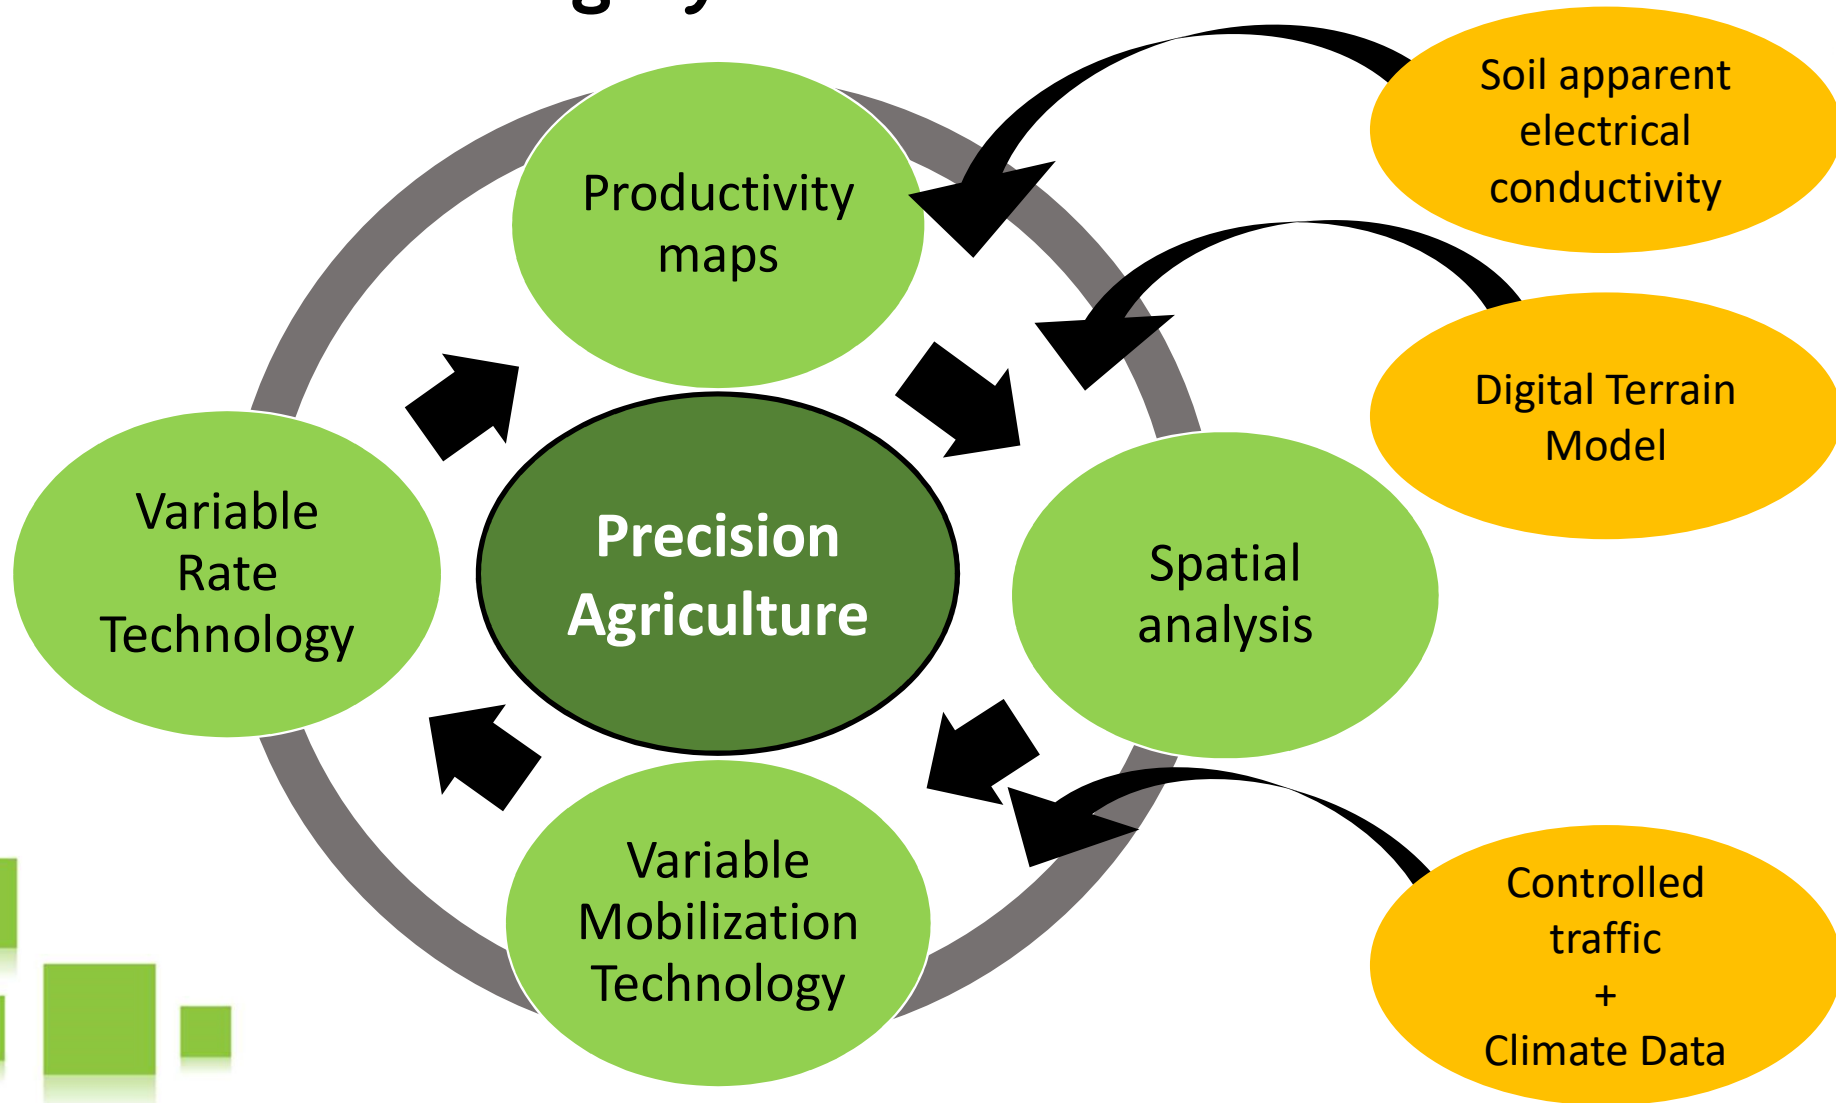 Productivity
maps
Soil apparent
electrical
conductivity
Digital Terrain
Model
Variable
Rate
Technology
Precision
Agriculture
Spatial
analysis
Variable
Mobilization
Technology
Controlled
traffic
+
Climate Data